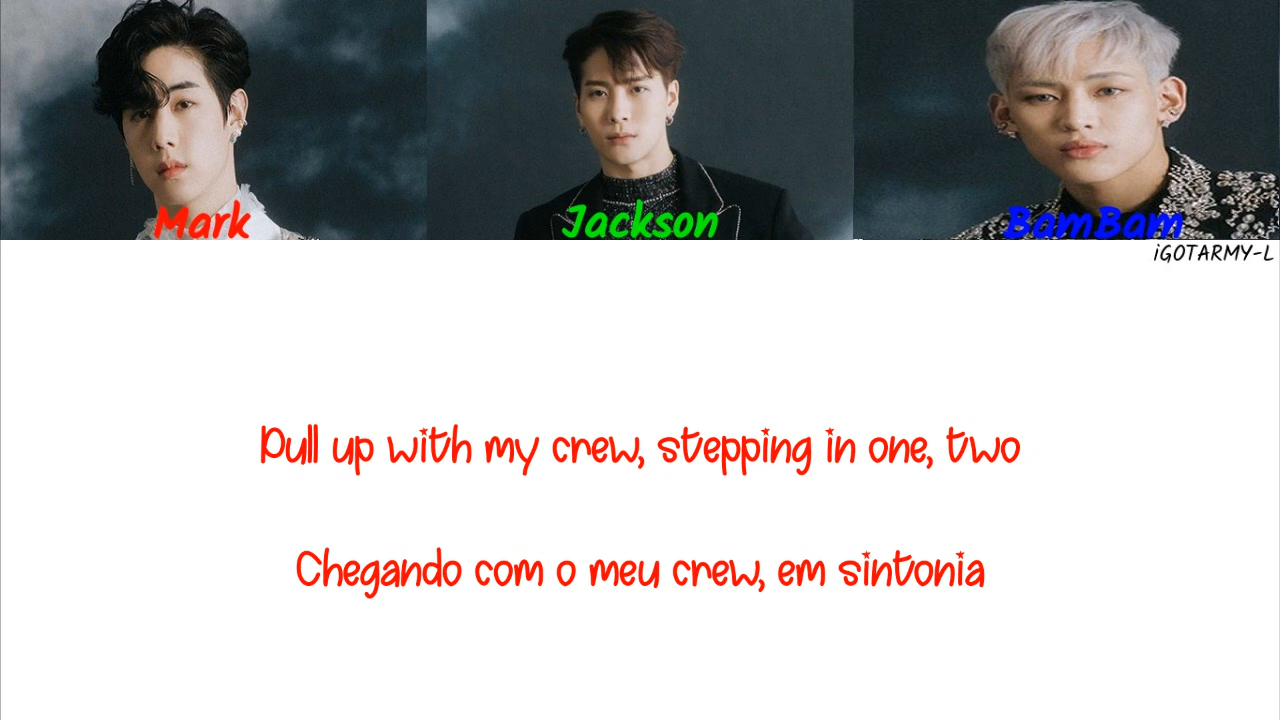 Mark
Jackson
BamBam
iGOTARMY-L
Pull up with my crew, stepping in one, two
Chegando com o meu crew, em sintonia